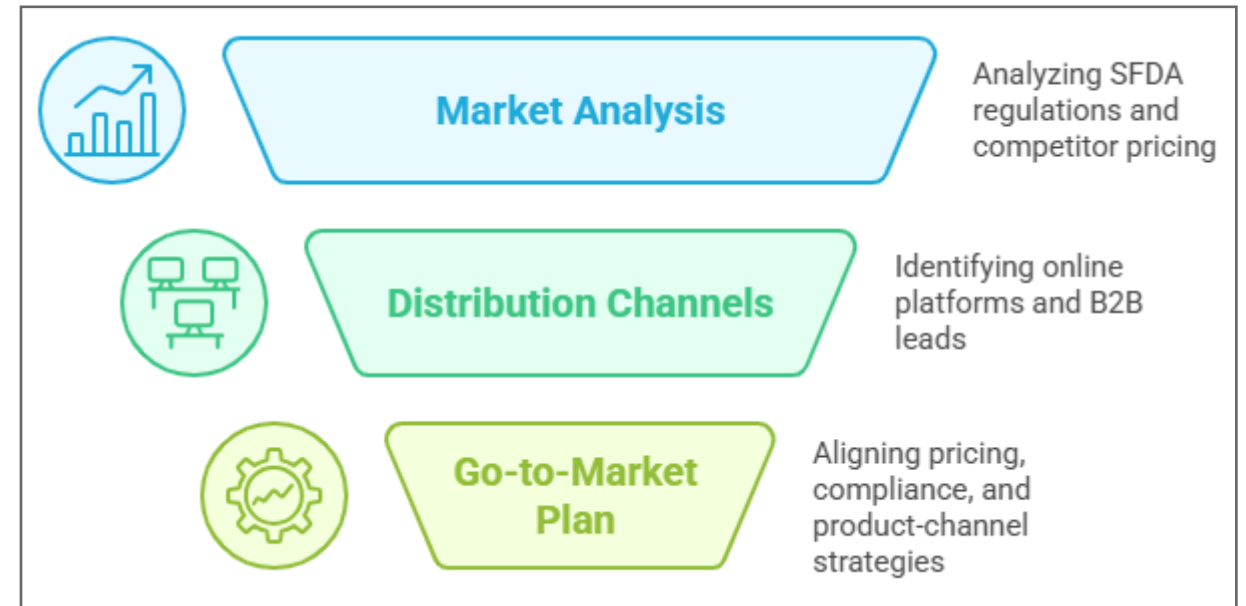 Market Analysis
Analyzing SFDA
regulations and
competitor pricing
Distribution Channels
Identifying online
platforms and B2B
leads
Go-to-Market
Plan
Aligning pricing,
compliance, and
product-channel
strategies